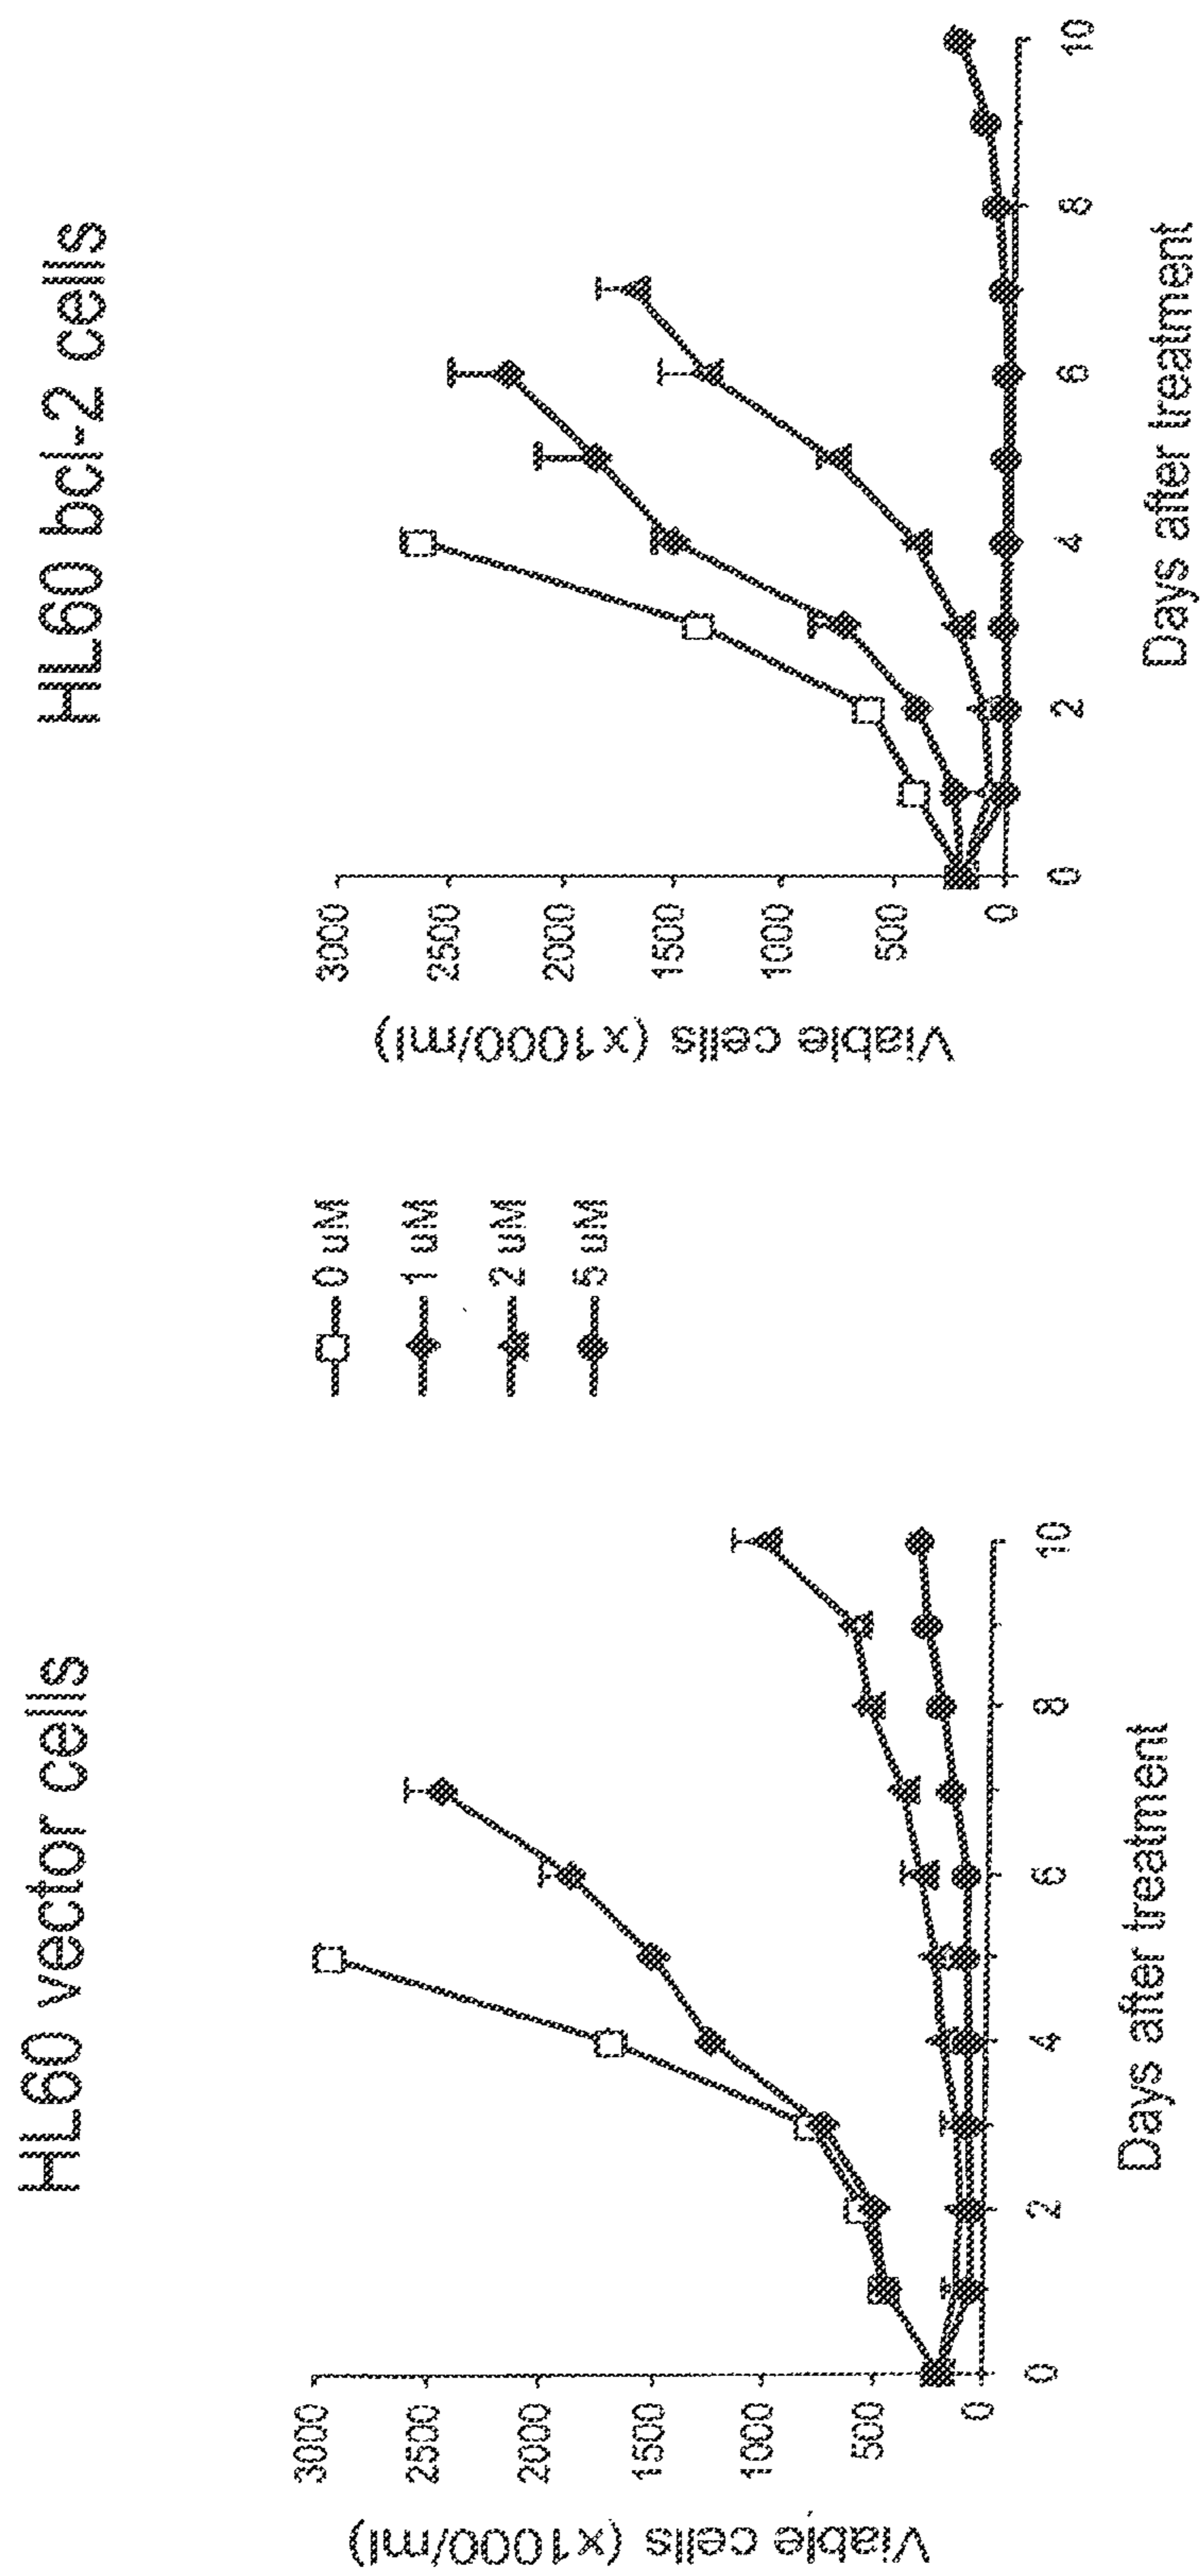 HL60 vector cells
Viable cells (x1000/ml)
3000
2500
2000
1500
1000
500
0
0 2 4 6 8 10
Days after treatment
0 uM
1 uM
2 uM
5 uM
HL60 bcl-2 cells
Viable cells (x1000/ml)
3000
2500
2000
1500
1000
500
0
0 2 4 6 8 10
Days after treatment